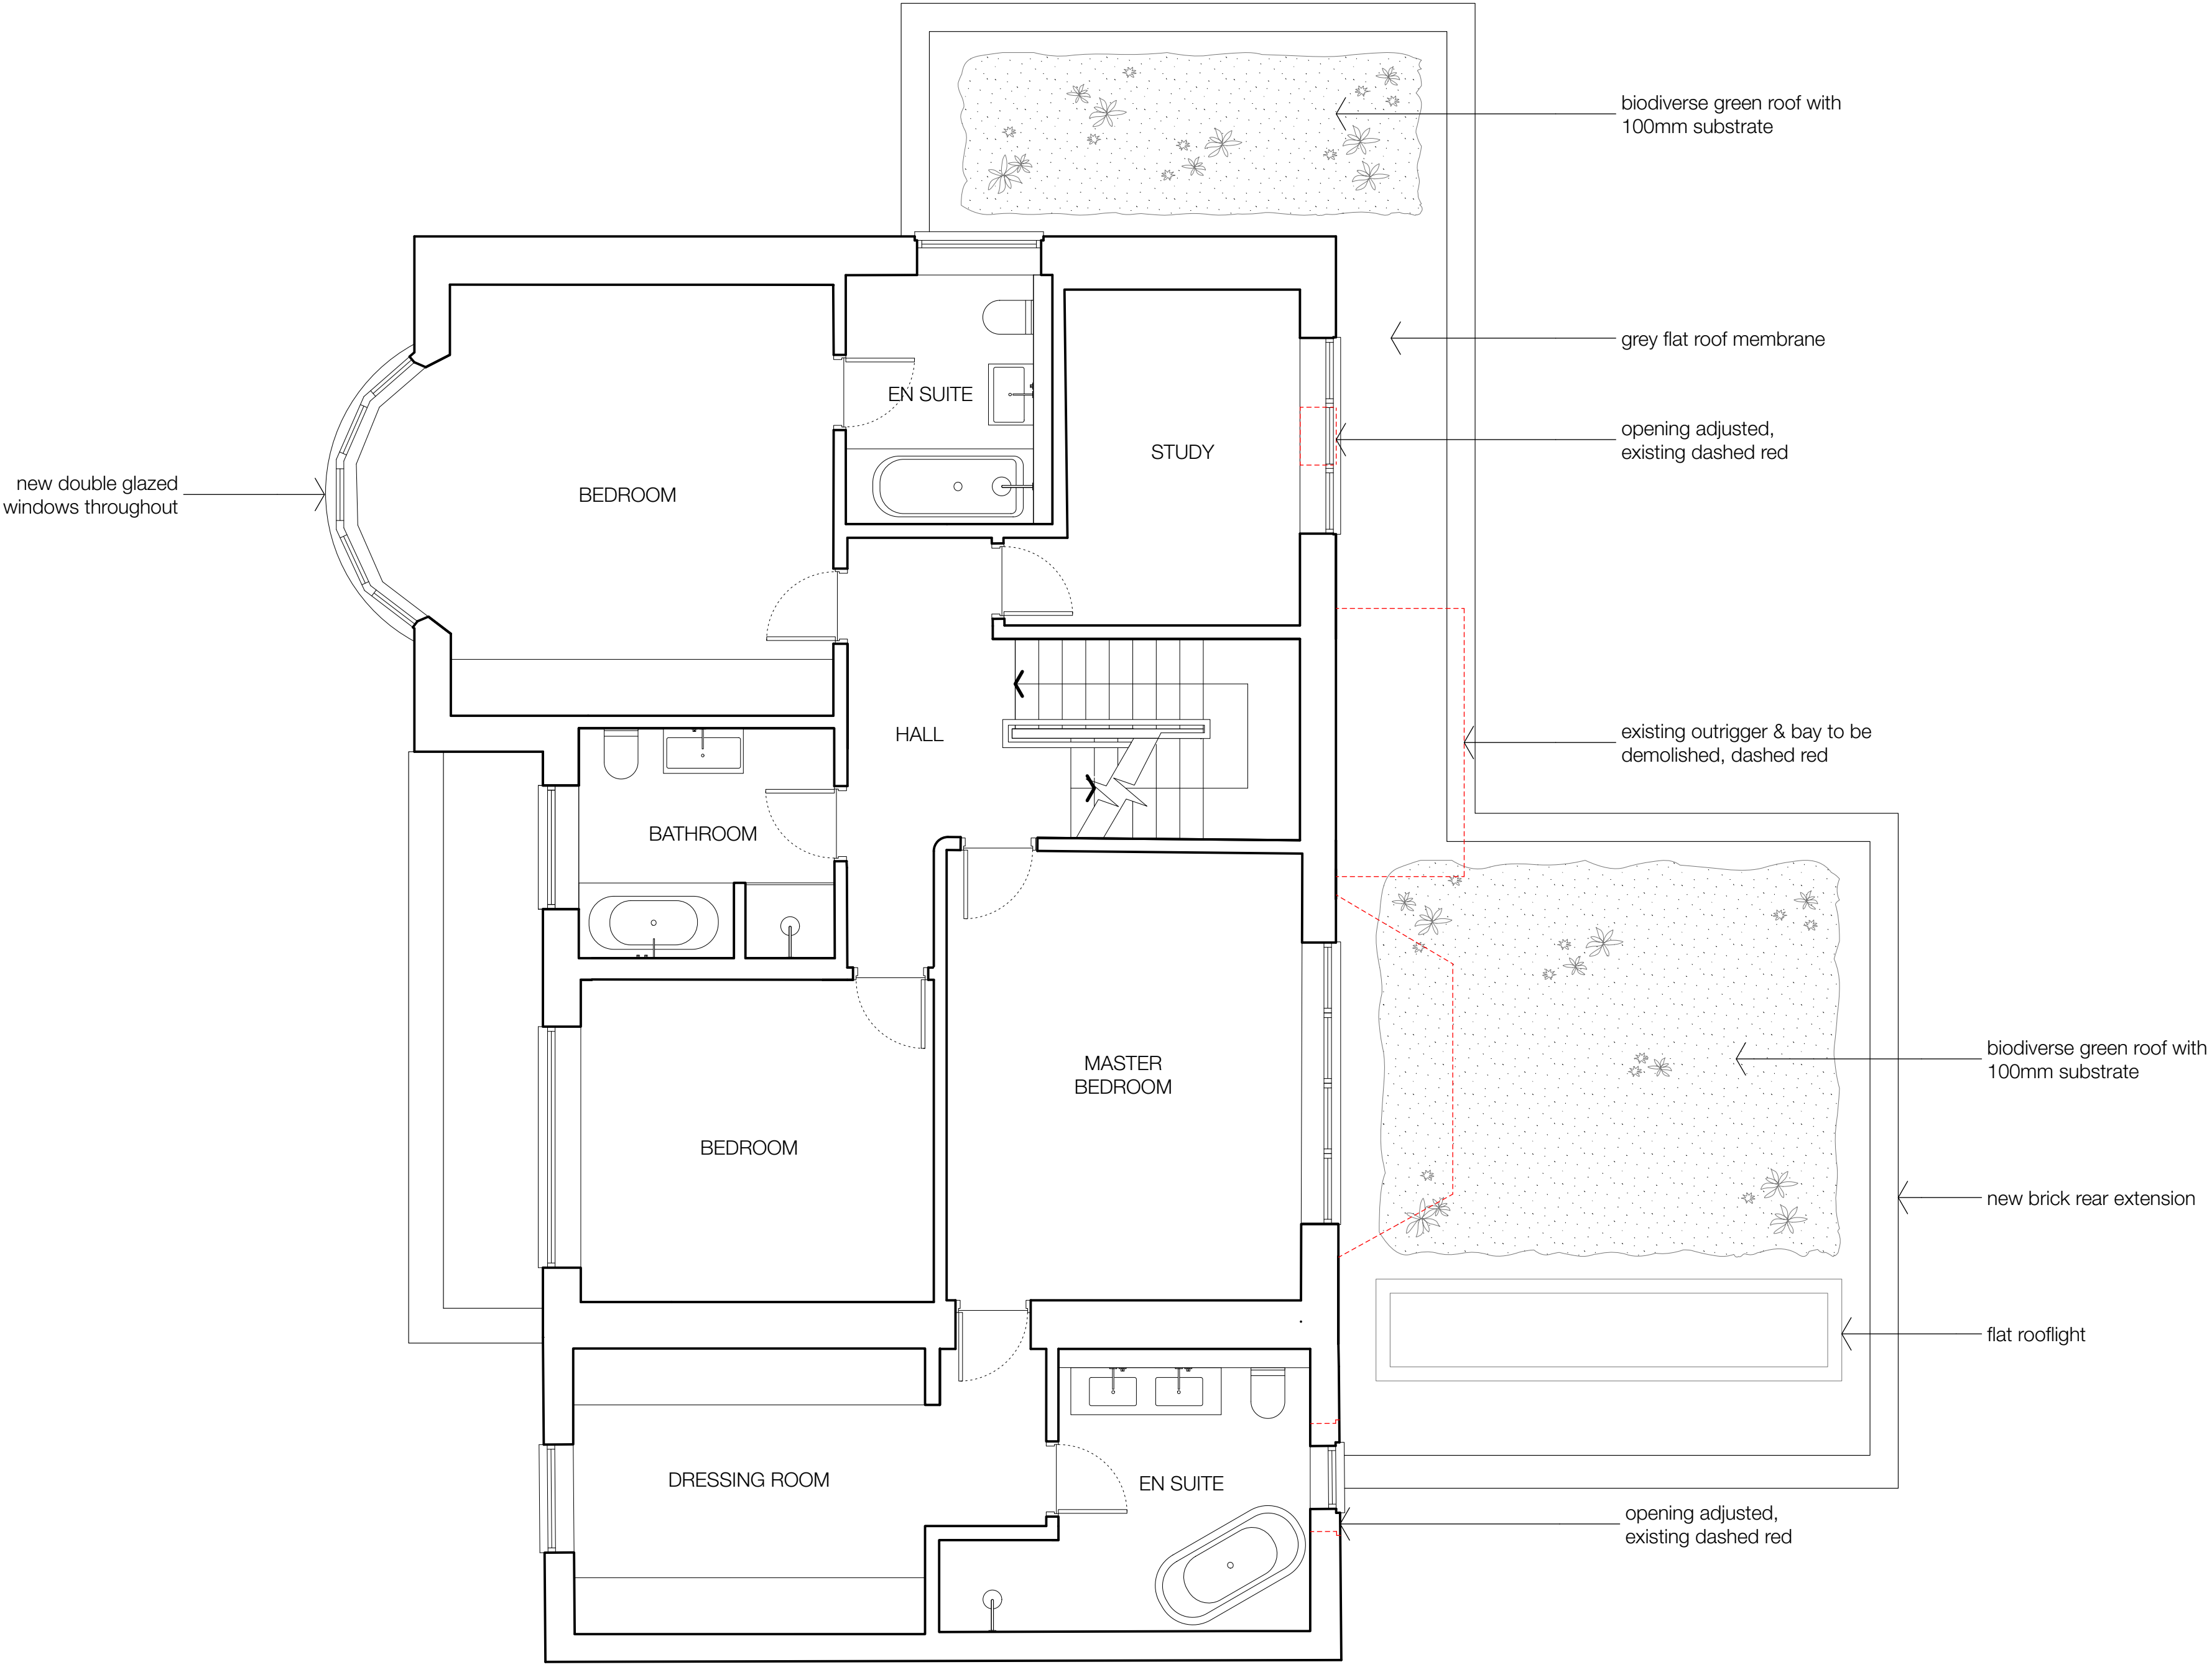 biodiverse green roof with
100mm substrate
grey flat roof membrane
EN SUITE
opening adjusted,
existing dashed red
STUDY
new double glazed
windows throughout
BEDROOM
existing outrigger & bay to be
demolished, dashed red
HALL
BATHROOM
biodiverse green roof with
100mm substrate
MASTER
BEDROOM
BEDROOM
new brick rear extension
flat rooflight
DRESSING ROOM
EN SUITE
opening adjusted,
existing dashed red